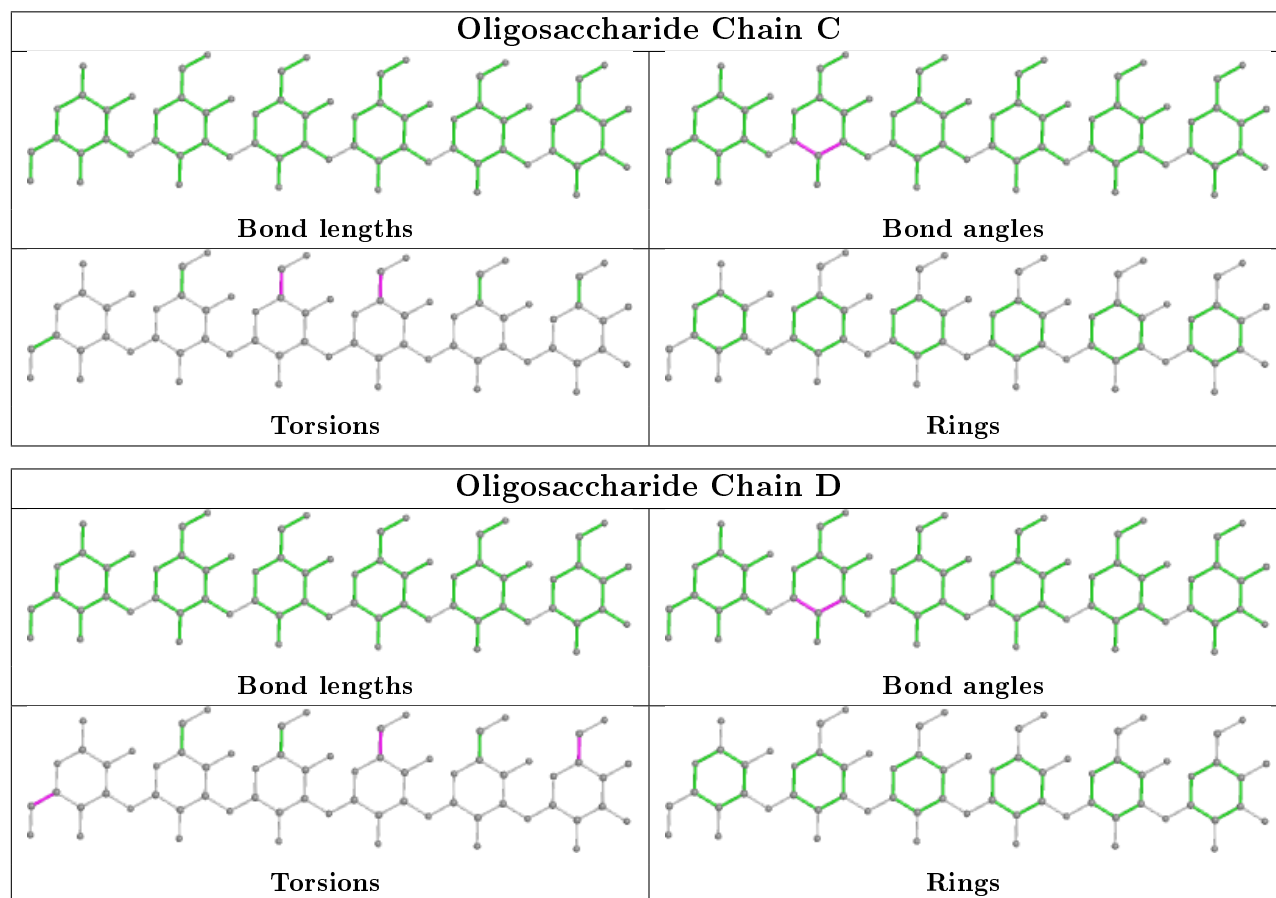 Oligosaccharide Chain C
Bond lengths
Bond angles
Torsions
Rings
Oligosaccharide Chain D
Bond lengths
Bond angles
Torsions
Rings